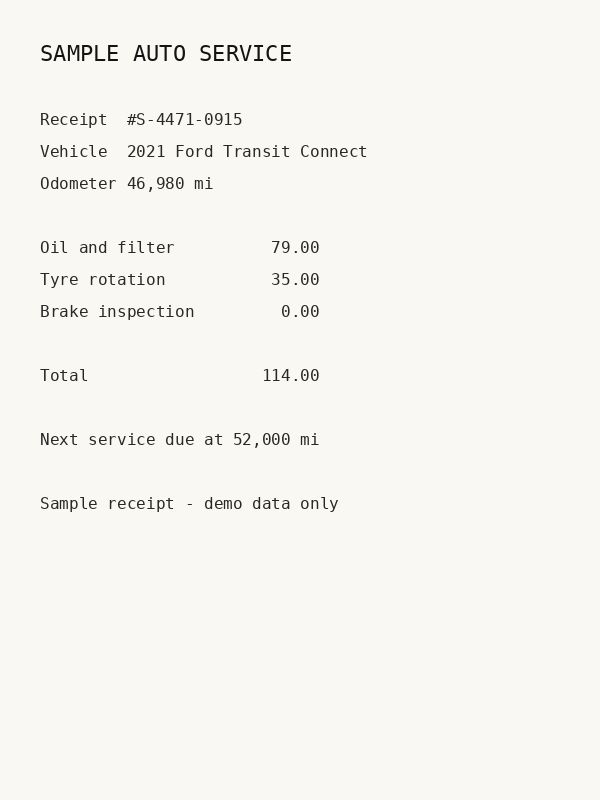 SAMPLE AUTO SERVICE
Receipt  #S-4471-0915
Vehicle  2021 Ford Transit Connect
Odometer 46,980 mi
Oil and filter          79.00
Tyre rotation           35.00
Brake inspection         0.00
Total                  114.00
Next service due at 52,000 mi
Sample receipt - demo data only